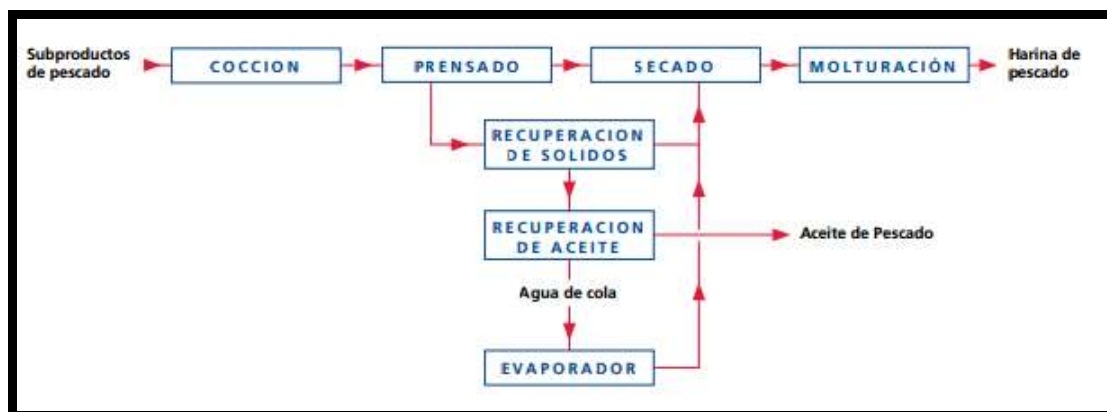 Subproductos
de pescado
COCCION
PRENSADO
SECADO
MOLTURACIÓN
Harina de
pescado
RECUPERACION
DE SOLIDOS
RECUPERACION
DE ACEITE
Aceite de Pescado
Agua de cola
EVAPORADOR